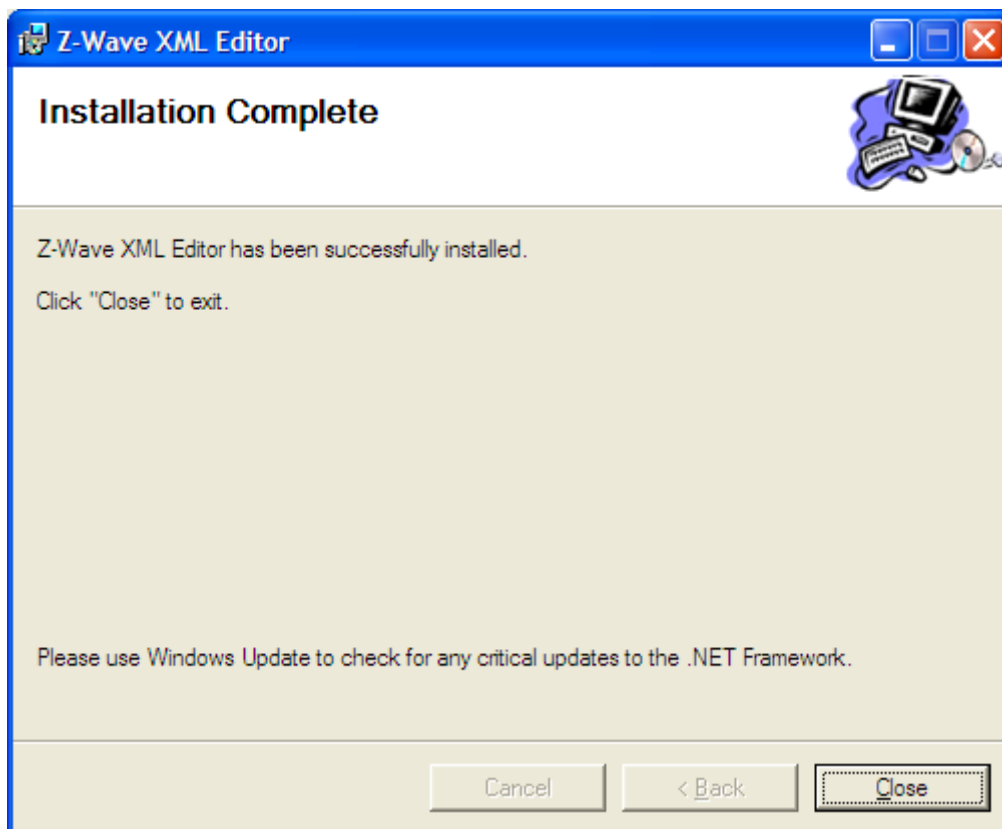 Z-Wave XML Editor
Installation Complete
Z-Wave XML Editor has been successfully installed.
Click "Close" to exit.
Please use Windows Update to check for any critical updates to the .NET Framework.
Cancel
< Back
Close